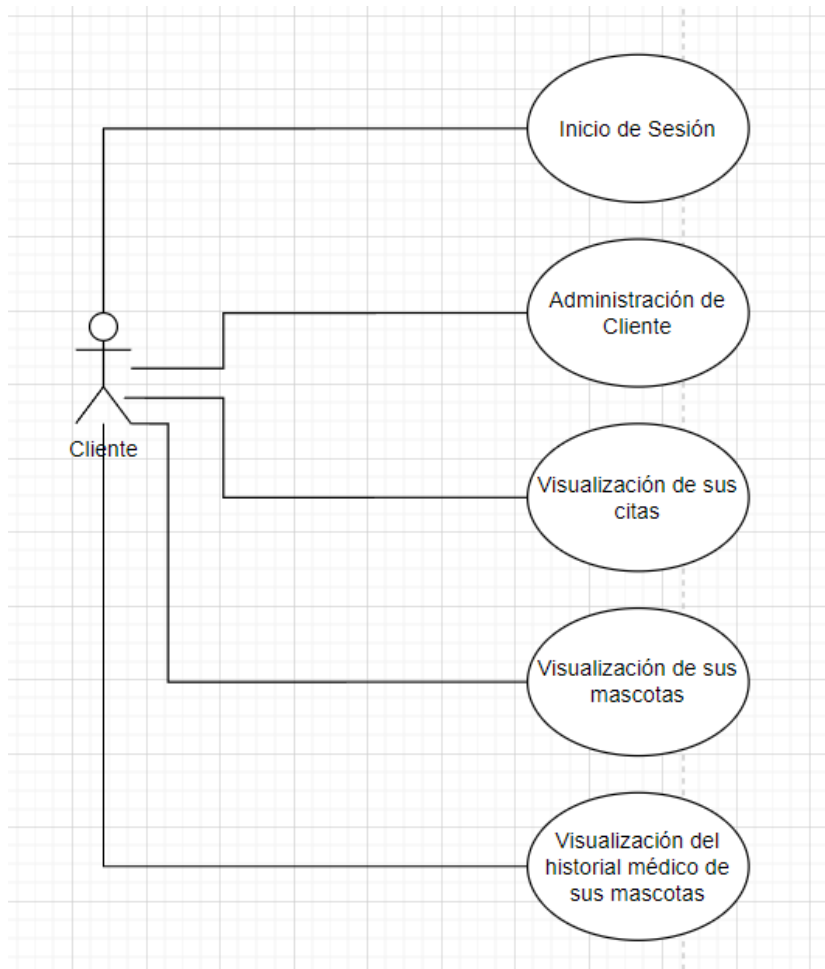 Inicio de Sesión
Administración de
Cliente
Cliente
Visualización de sus
citas
Visualización de sus
mascotas
Visualización del
historial médico de
sus mascotas